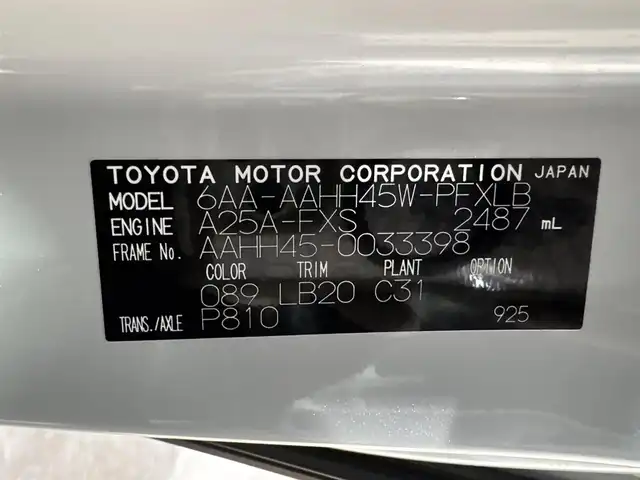 TOYOTA MOTOR CORPORATION JAPAN
MODEL 6AA-AAHH45W-PFXLB
ENGINE A25A-FXS 2487 mL
FRAME No. AAHH45-0033398
COLOR TRIM PLANT OPTION
089 LB20 C31
TRANS./AXLE P810 925